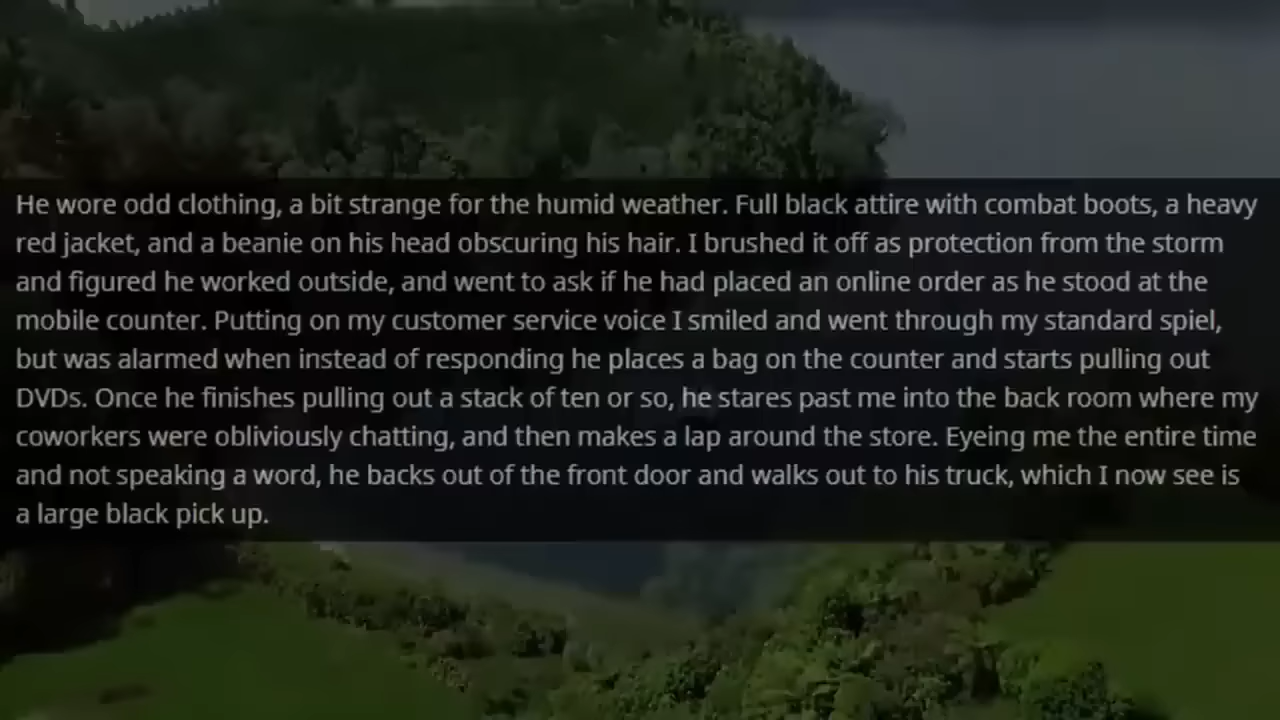 He wore odd clothing, a bit strange for the humid weather. Full black attire with combat boots, a heavy
red jacket, and a beanie on his head obscuring his hair. I brushed it off as protection from the storm
and figured he worked outside, and went to ask if he had placed an online order as he stood at the
mobile counter. Putting on my customer service voice I smiled and went through my standard spiel,
but was alarmed when instead of responding he places a bag on the counter and starts pulling out
DVDs. Once he finishes pulling out a stack of ten or so, he stares past me into the back room where my
coworkers were obliviously chatting, and then makes a lap around the store. Eyeing me the entire time
and not speaking a word, he backs out of the front door and walks out to his truck, which I now see is
a large black pick up.